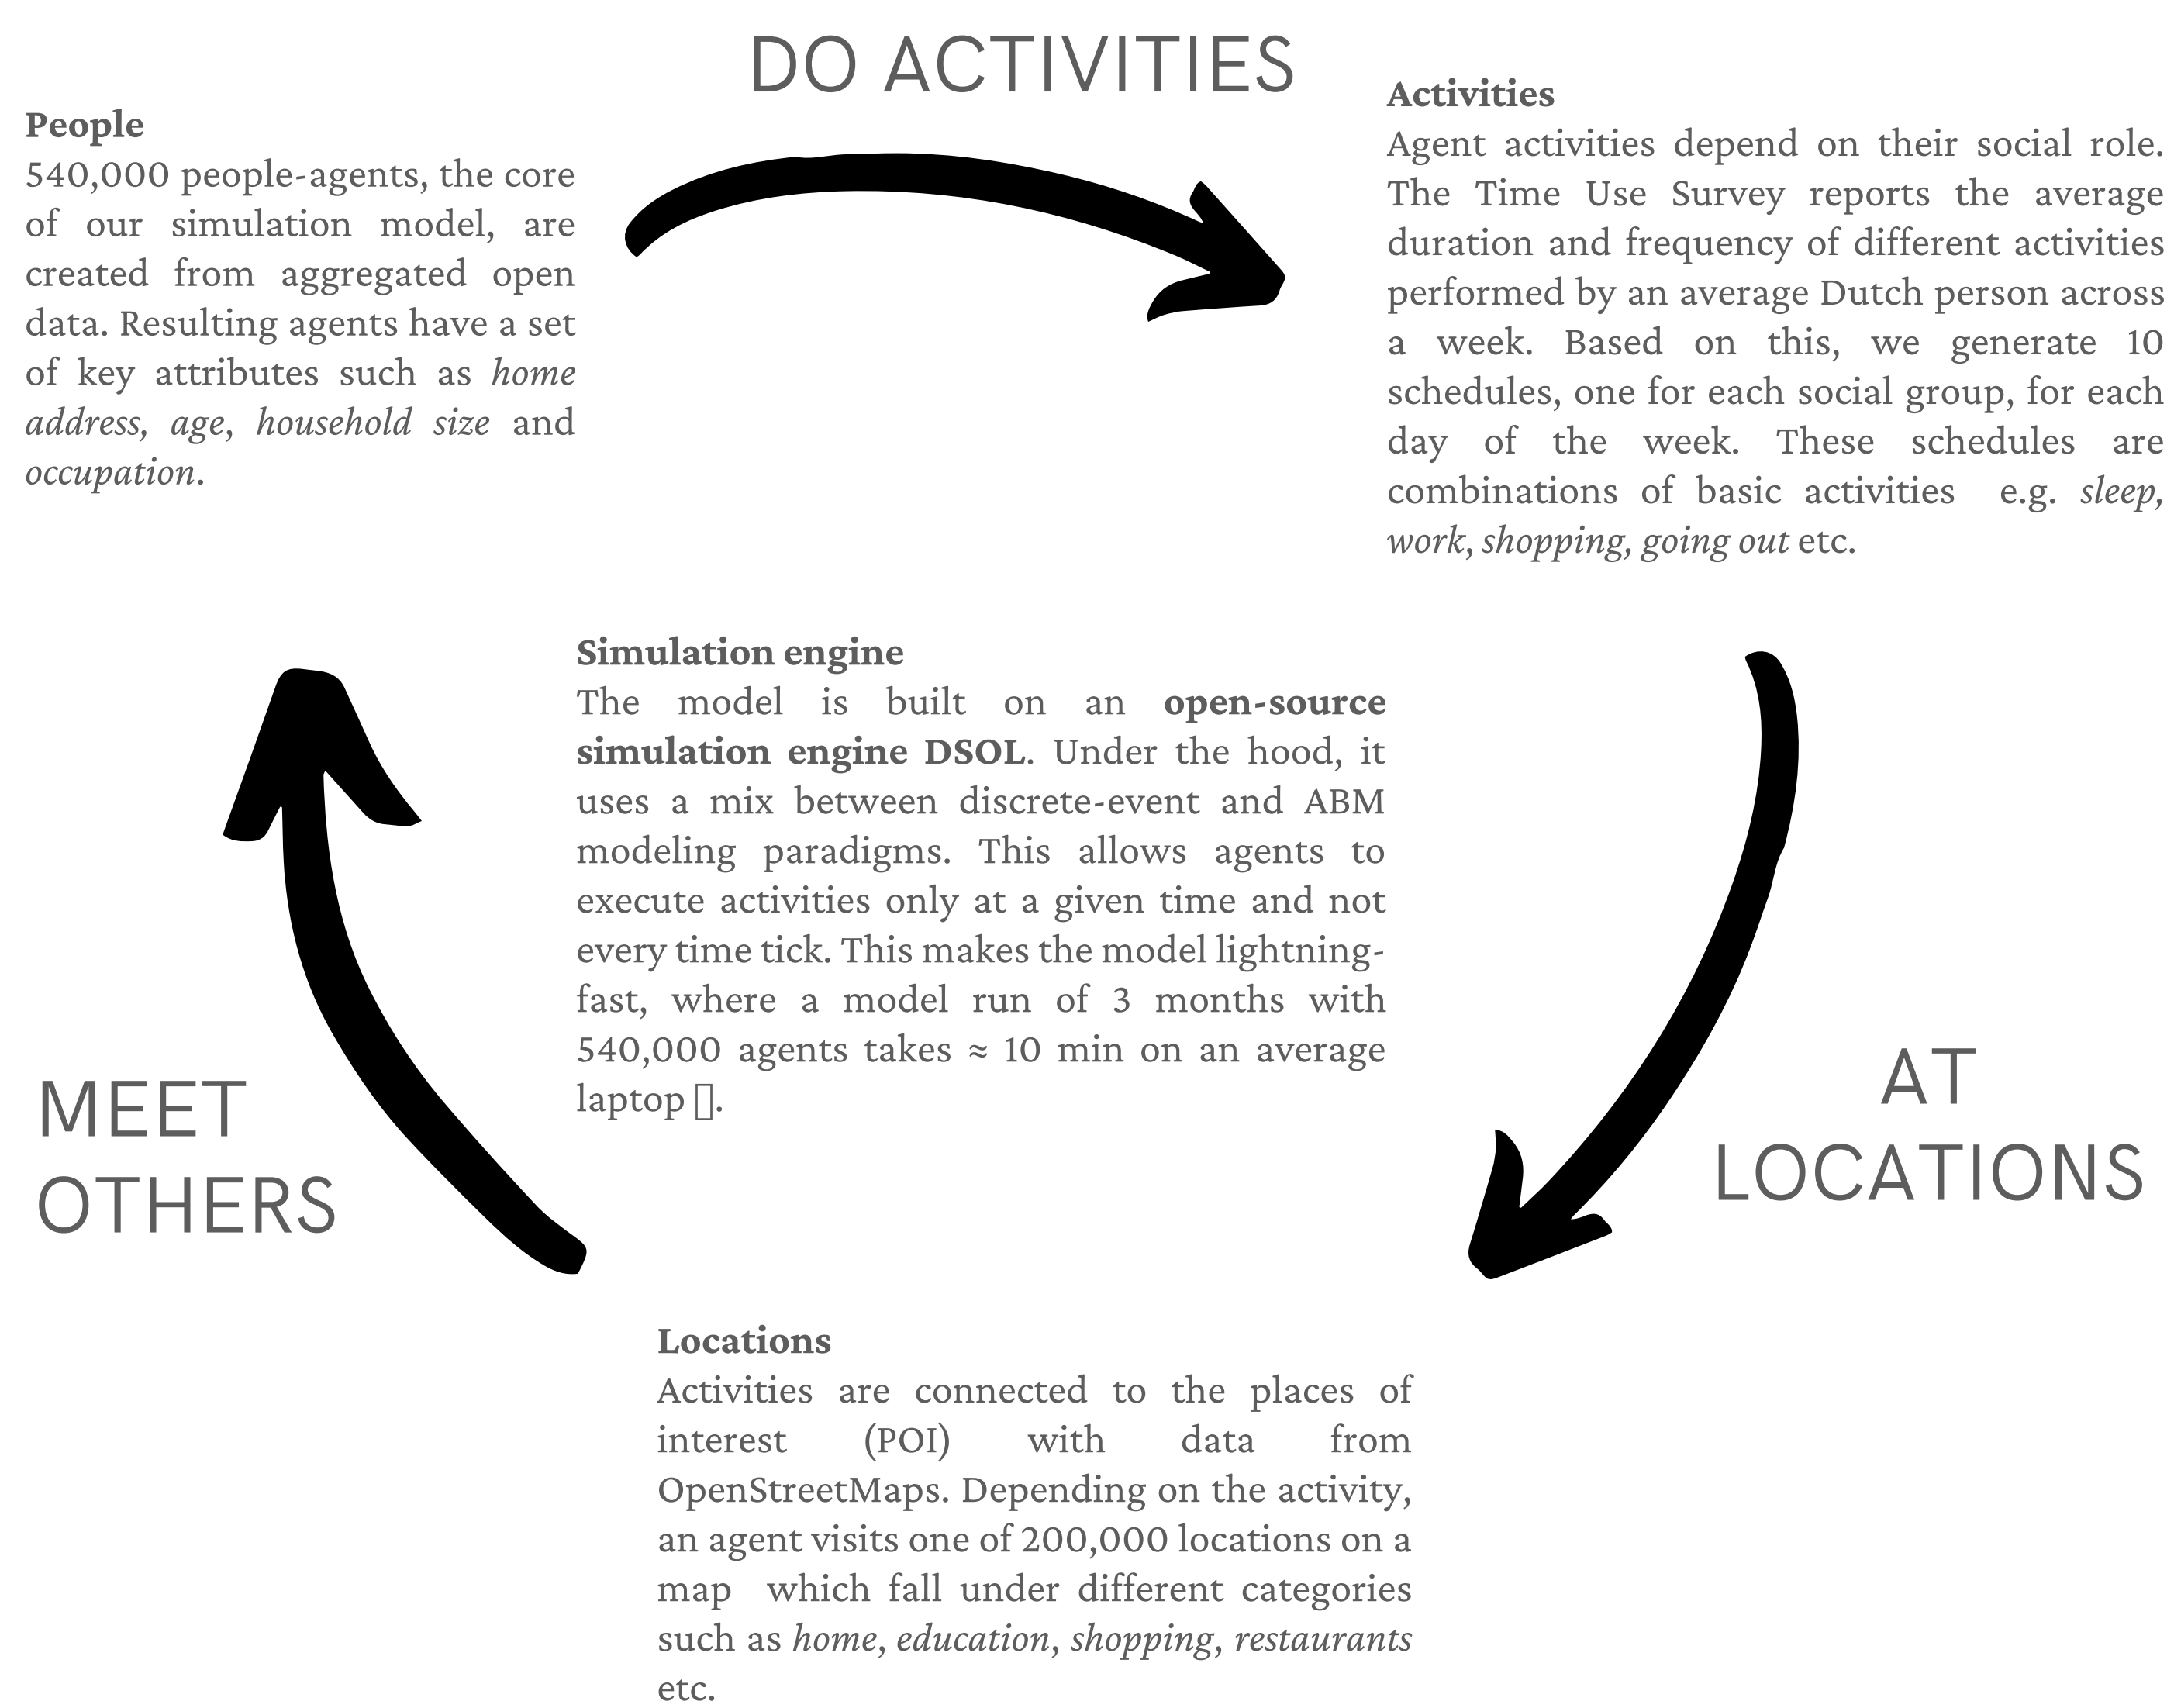 DO ACTIVITIES
People
540,000 people-agents, the core
of our simulation model, are
created from aggregated open
data. Resulting agents have a set
of key attributes such as home
address, age, household size and
occupation.
Activities
Agent activities depend on their social role.
The Time Use Survey reports the average
duration and frequency of different activities
performed by an average Dutch person across
a week. Based on this, we generate 10
schedules, one for each social group, for each
day of the week. These schedules are
combinations of basic activities e.g. sleep,
work, shopping, going out etc.
Simulation engine
The model is built on an open-source
simulation engine DSOL. Under the hood, it
uses a mix between discrete-event and ABM
modeling paradigms. This allows agents to
execute activities only at a given time and not
every time tick. This makes the model lightning-
fast, where a model run of 3 months with
540,000 agents takes ≈ 10 min on an average
laptop ▯.
MEET
OTHERS
AT
LOCATIONS
Locations
Activities are connected to the places of
interest (POI) with data from
OpenStreetMaps. Depending on the activity,
an agent visits one of 200,000 locations on a
map which fall under different categories
such as home, education, shopping, restaurants
etc.